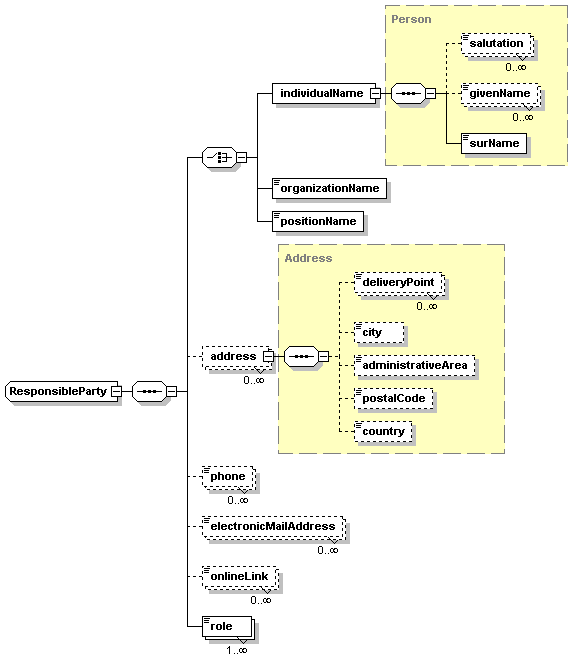 Person
salutation
0..∞
individualName
givenName
0..∞
surName
organizationName
positionName
Address
deliveryPoint
0..∞
city
address
0..∞
administrativeArea
ResponsibleParty
postalCode
country
phone
0..∞
electronicMailAddress
0..∞
onlineLink
0..∞
role
1..∞